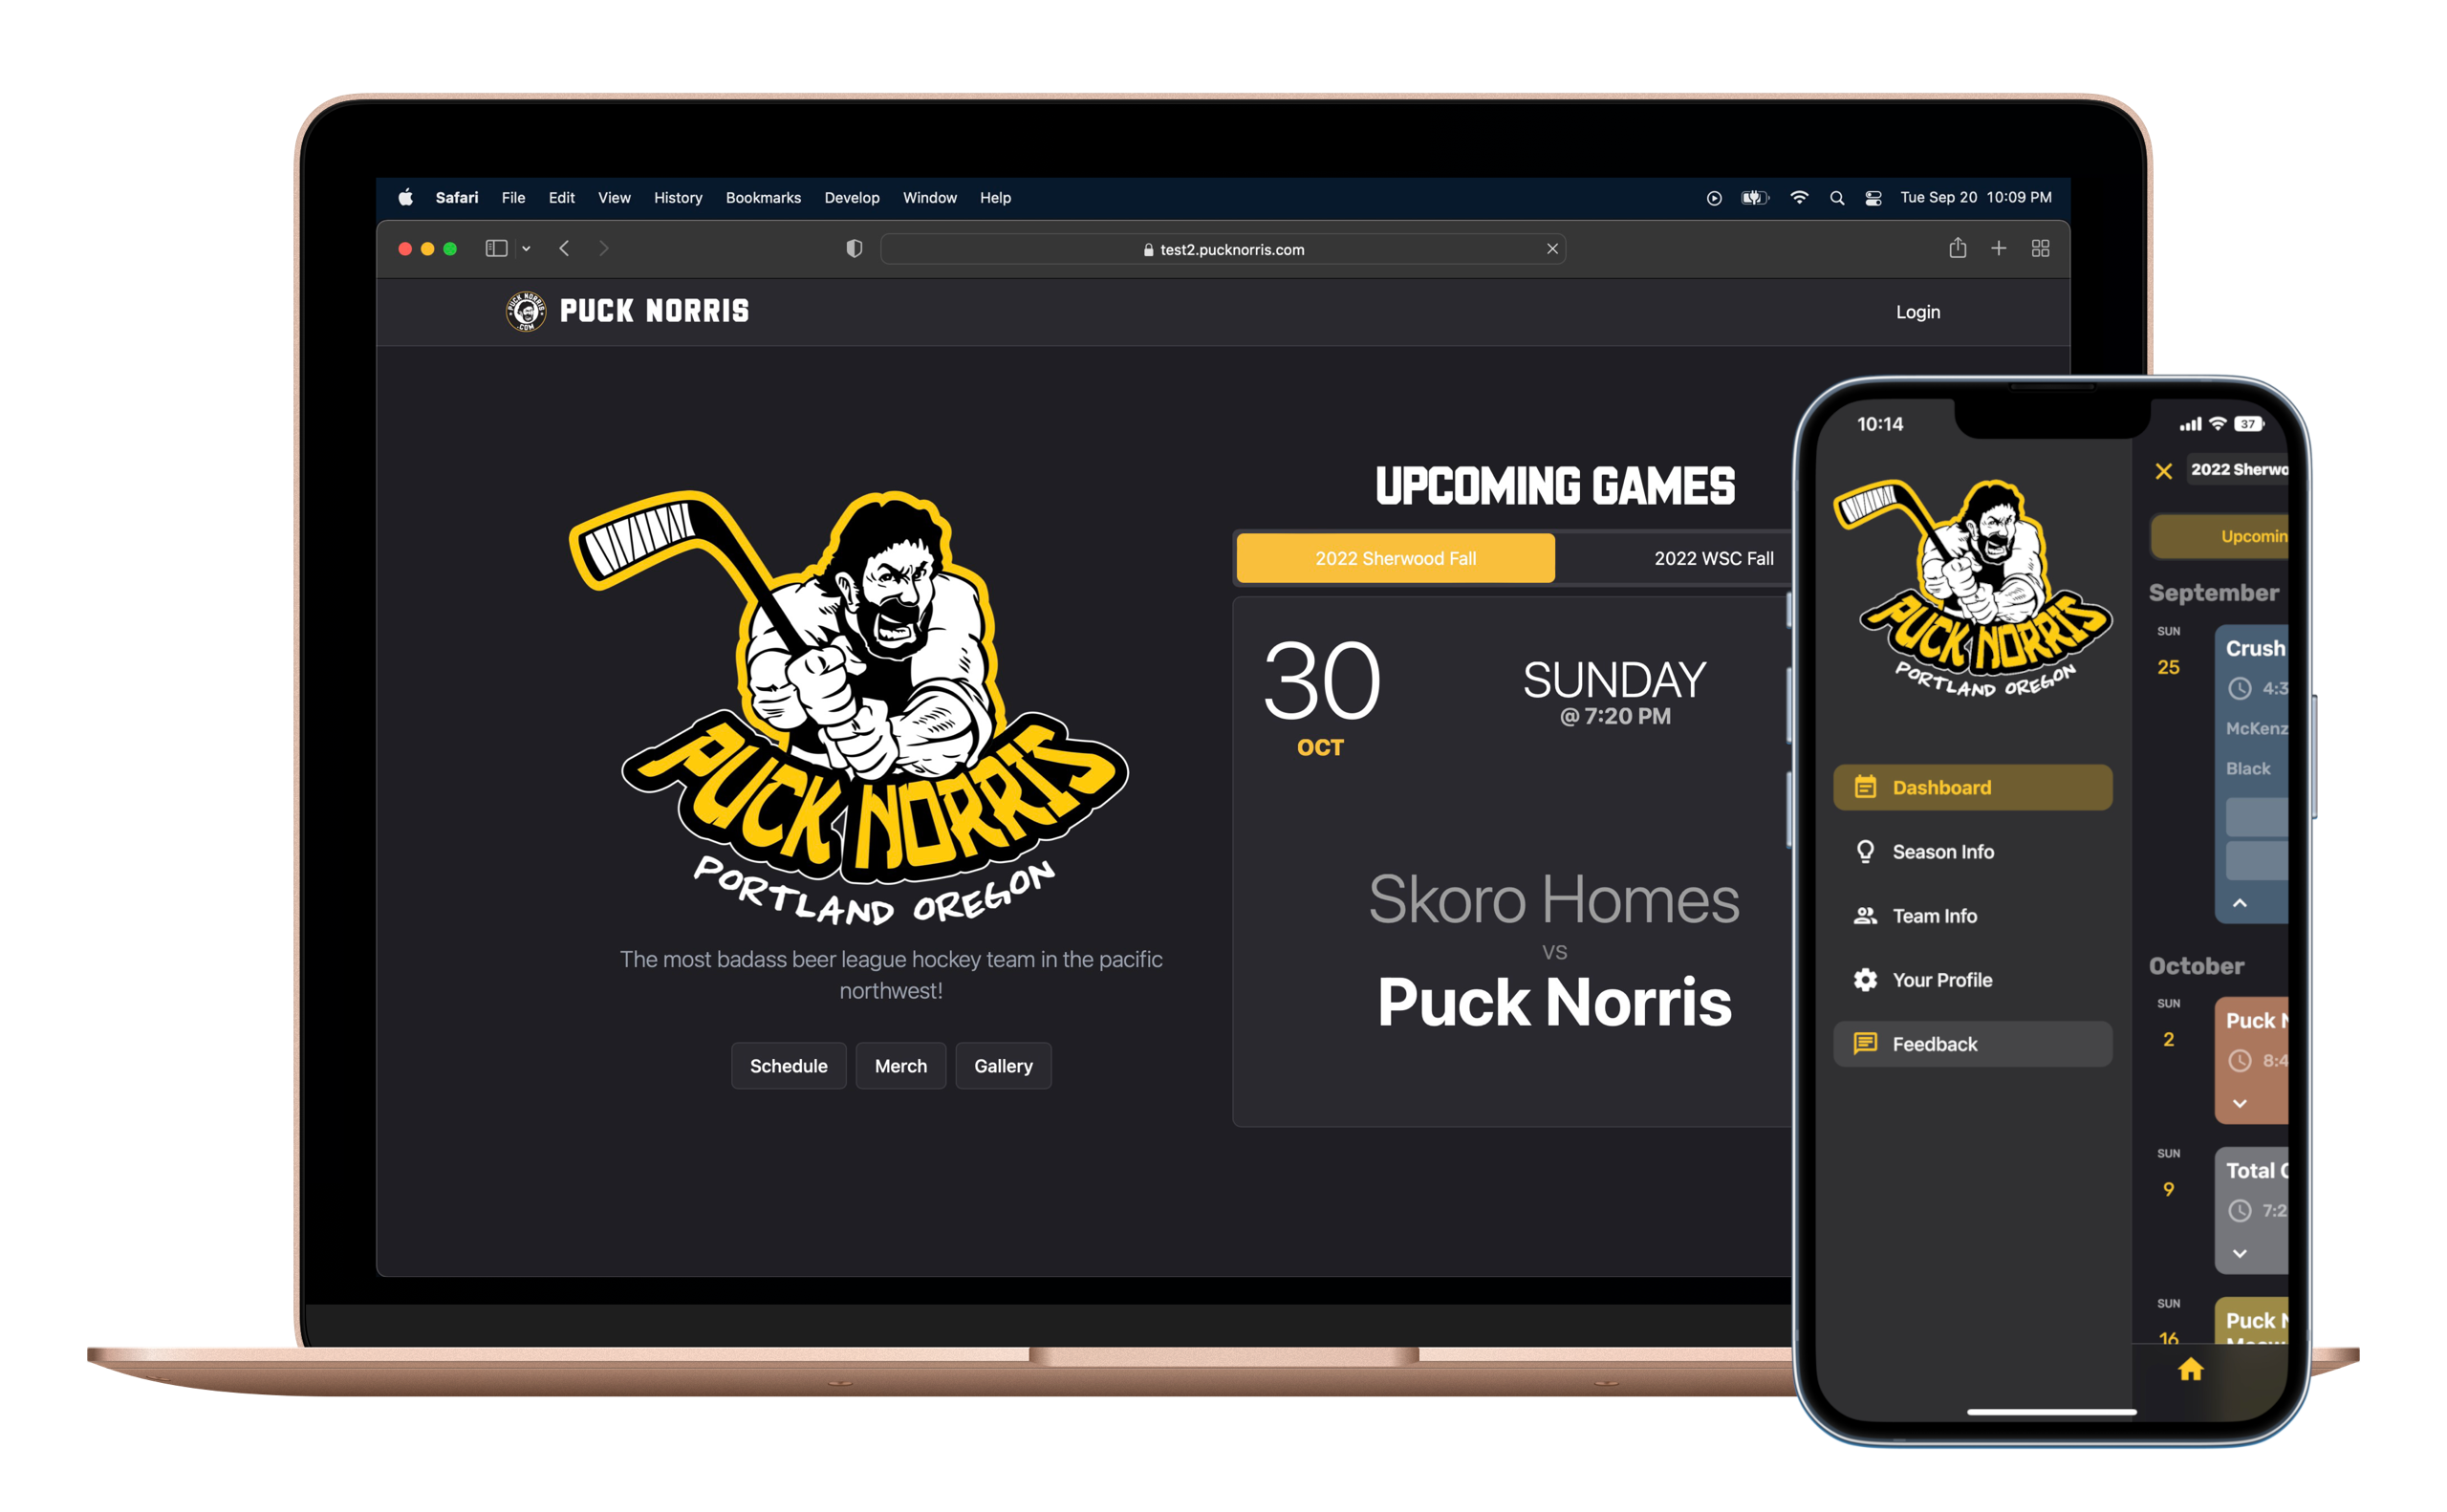 Safari File Edit View History Bookmarks Develop Window Help
Tue Sep 20 10:09 PM
test2.pucknorris.com
PUCK NORRIS
.COM
PUCK NORRIS
Login
PUCK NORRIS
PORTLAND OREGON
The most badass beer league hockey team in the pacific
northwest!
Schedule
Merch
Gallery
UPCOMING GAMES
2022 Sherwood Fall
2022 WSC Fall
30
OCT
SUNDAY
@ 7:20 PM
Skoro Homes
VS
Puck Norris
10:14
37
PUCK NORRIS
PORTLAND OREGON
Dashboard
Season Info
Team Info
Your Profile
Feedback
2022 Sherwo
Upcomin
September
SUN
25
Crush
4:3
McKenz
Black
October
SUN
2
Puck N
8:4
SUN
9
Total
7:2
SUN
16
Puck N